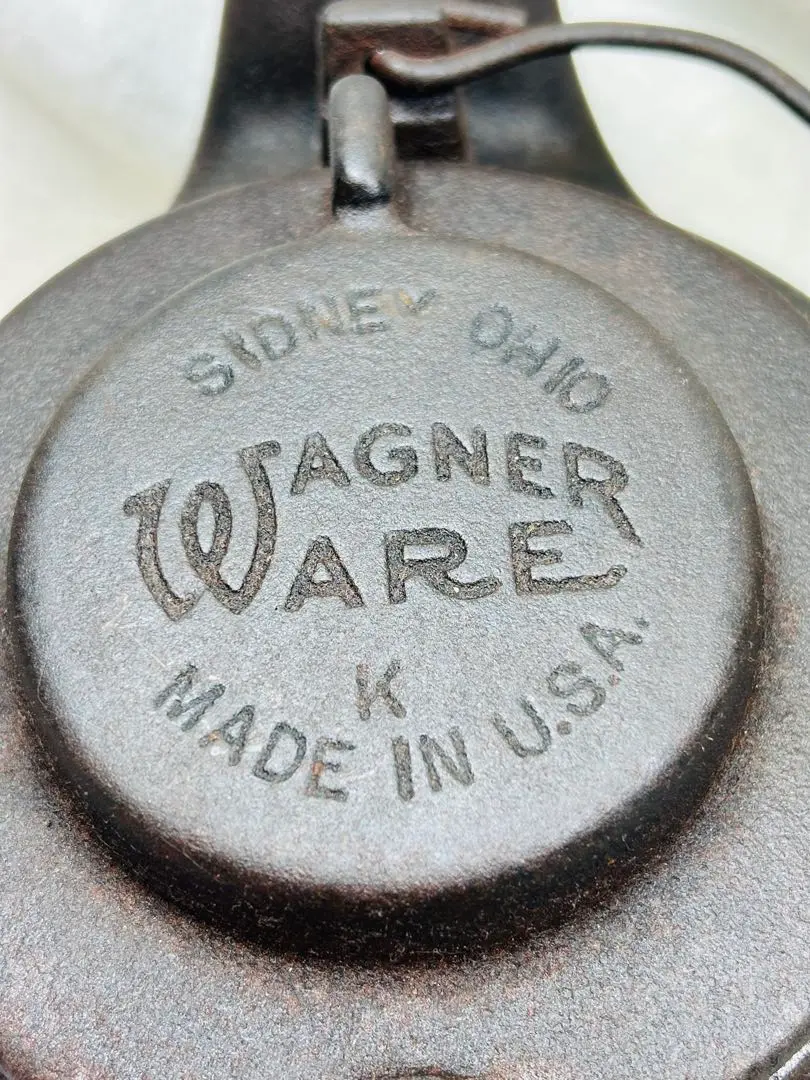 SIDNEY OHIO
WAGNER
WARE
K
MADE IN U.S.A.